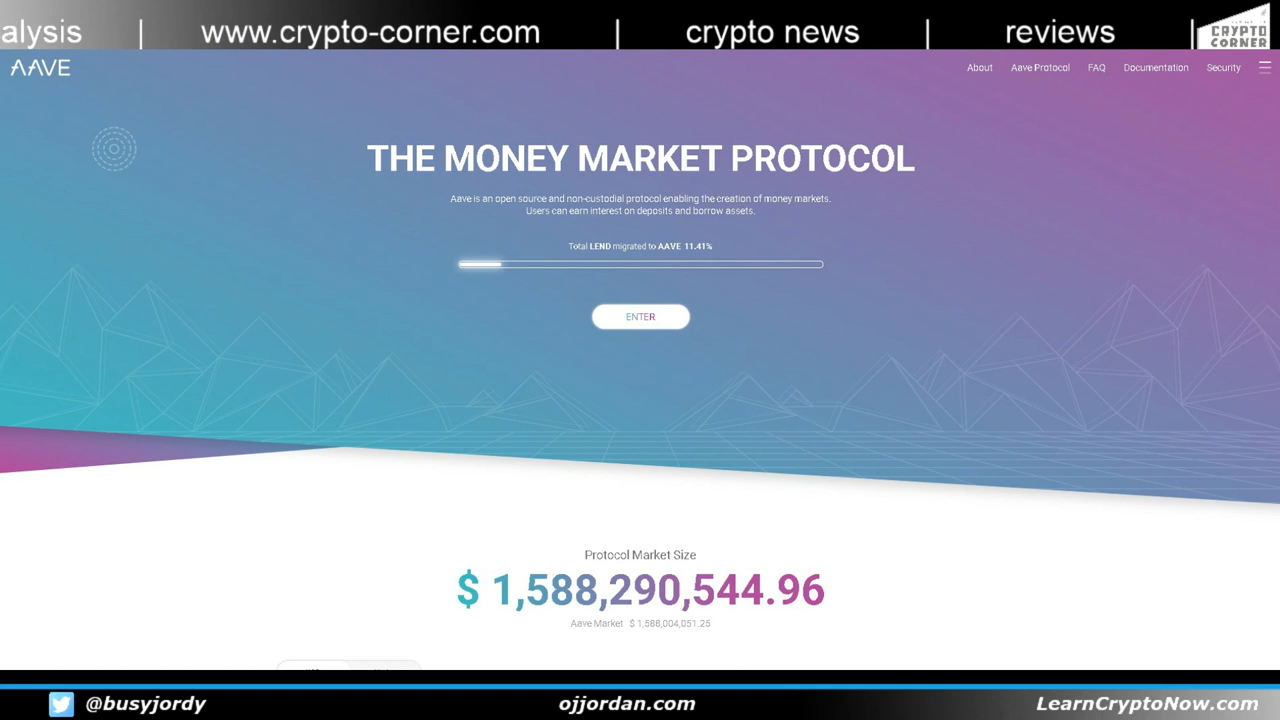 alysis | www.crypto-corner.com | crypto news | reviews |
CRYPTO
CORNER
AAVE
About Aave Protocol FAQ Documentation Security
THE MONEY MARKET PROTOCOL
Aave is an open source and non-custodial protocol enabling the creation of money markets.
Users can earn interest on deposits and borrow assets.
Total LEND migrated to AAVE 11.41%
ENTER
Protocol Market Size
$ 1,588,290,544.96
Aave Market $ 1,588,004,051.25
@busyjordy ojjordan.com LearnCryptoNow.com